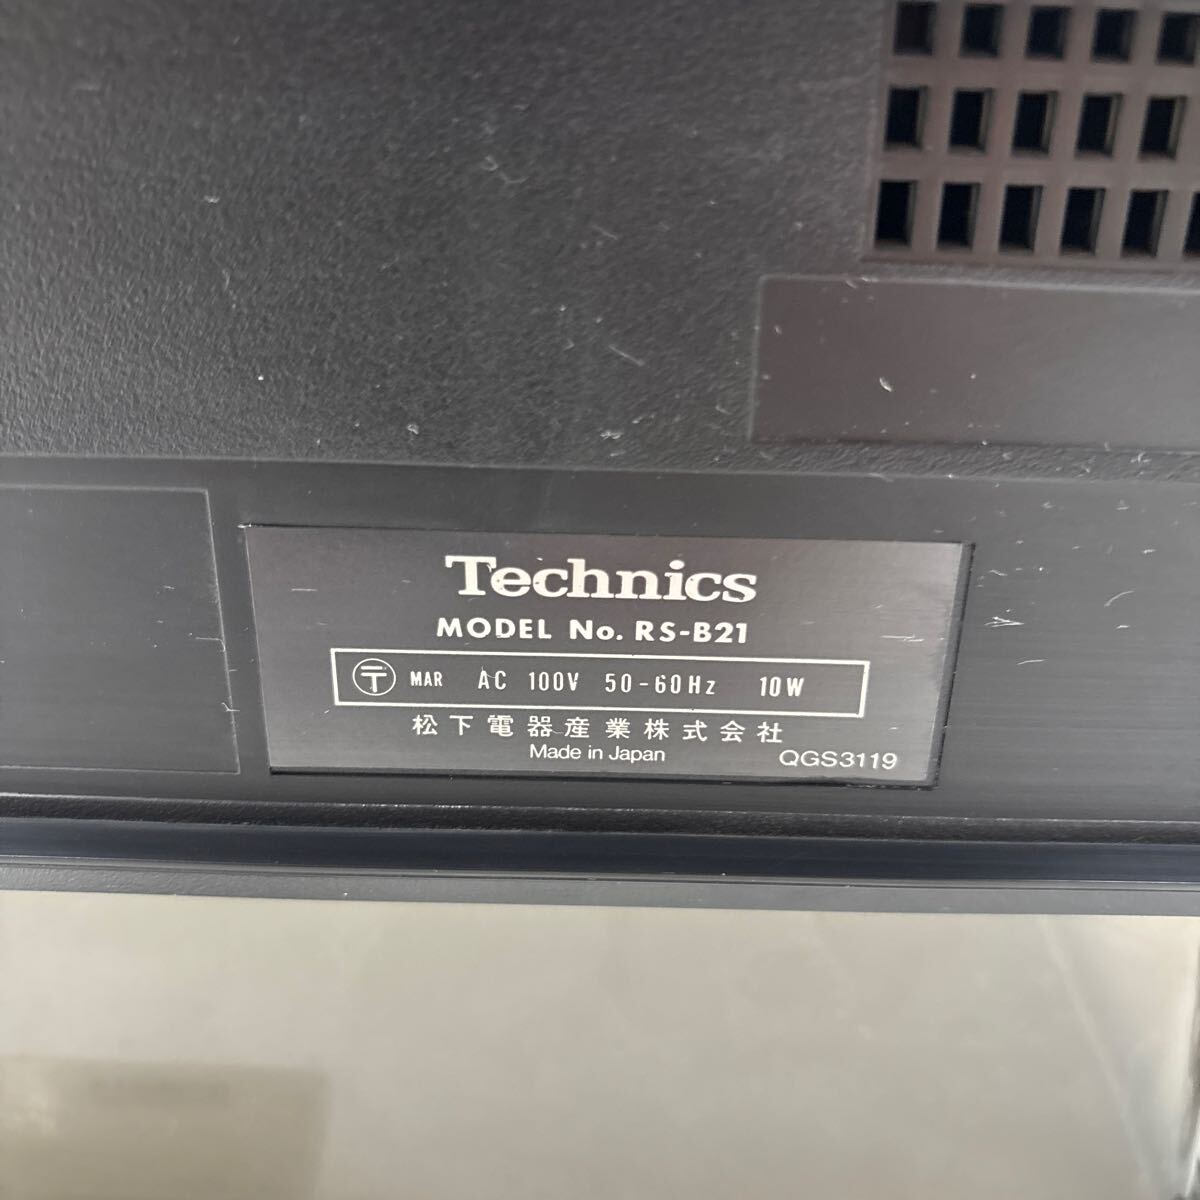 Technics
MODEL No. RS-B21
〒 MAR AC 100V 50-60Hz 10W
松下電器産業株式会社
Made in Japan QGS3119